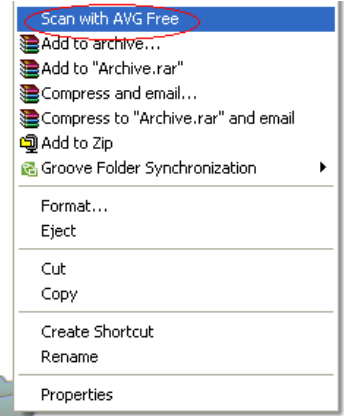 Scan with AVG Free
Add to archive...
Add to "Archive.rar"
Compress and email...
Compress to "Archive.rar" and email
Add to Zip
Groove Folder Synchronization
Format...
Eject
Cut
Copy
Create Shortcut
Rename
Properties